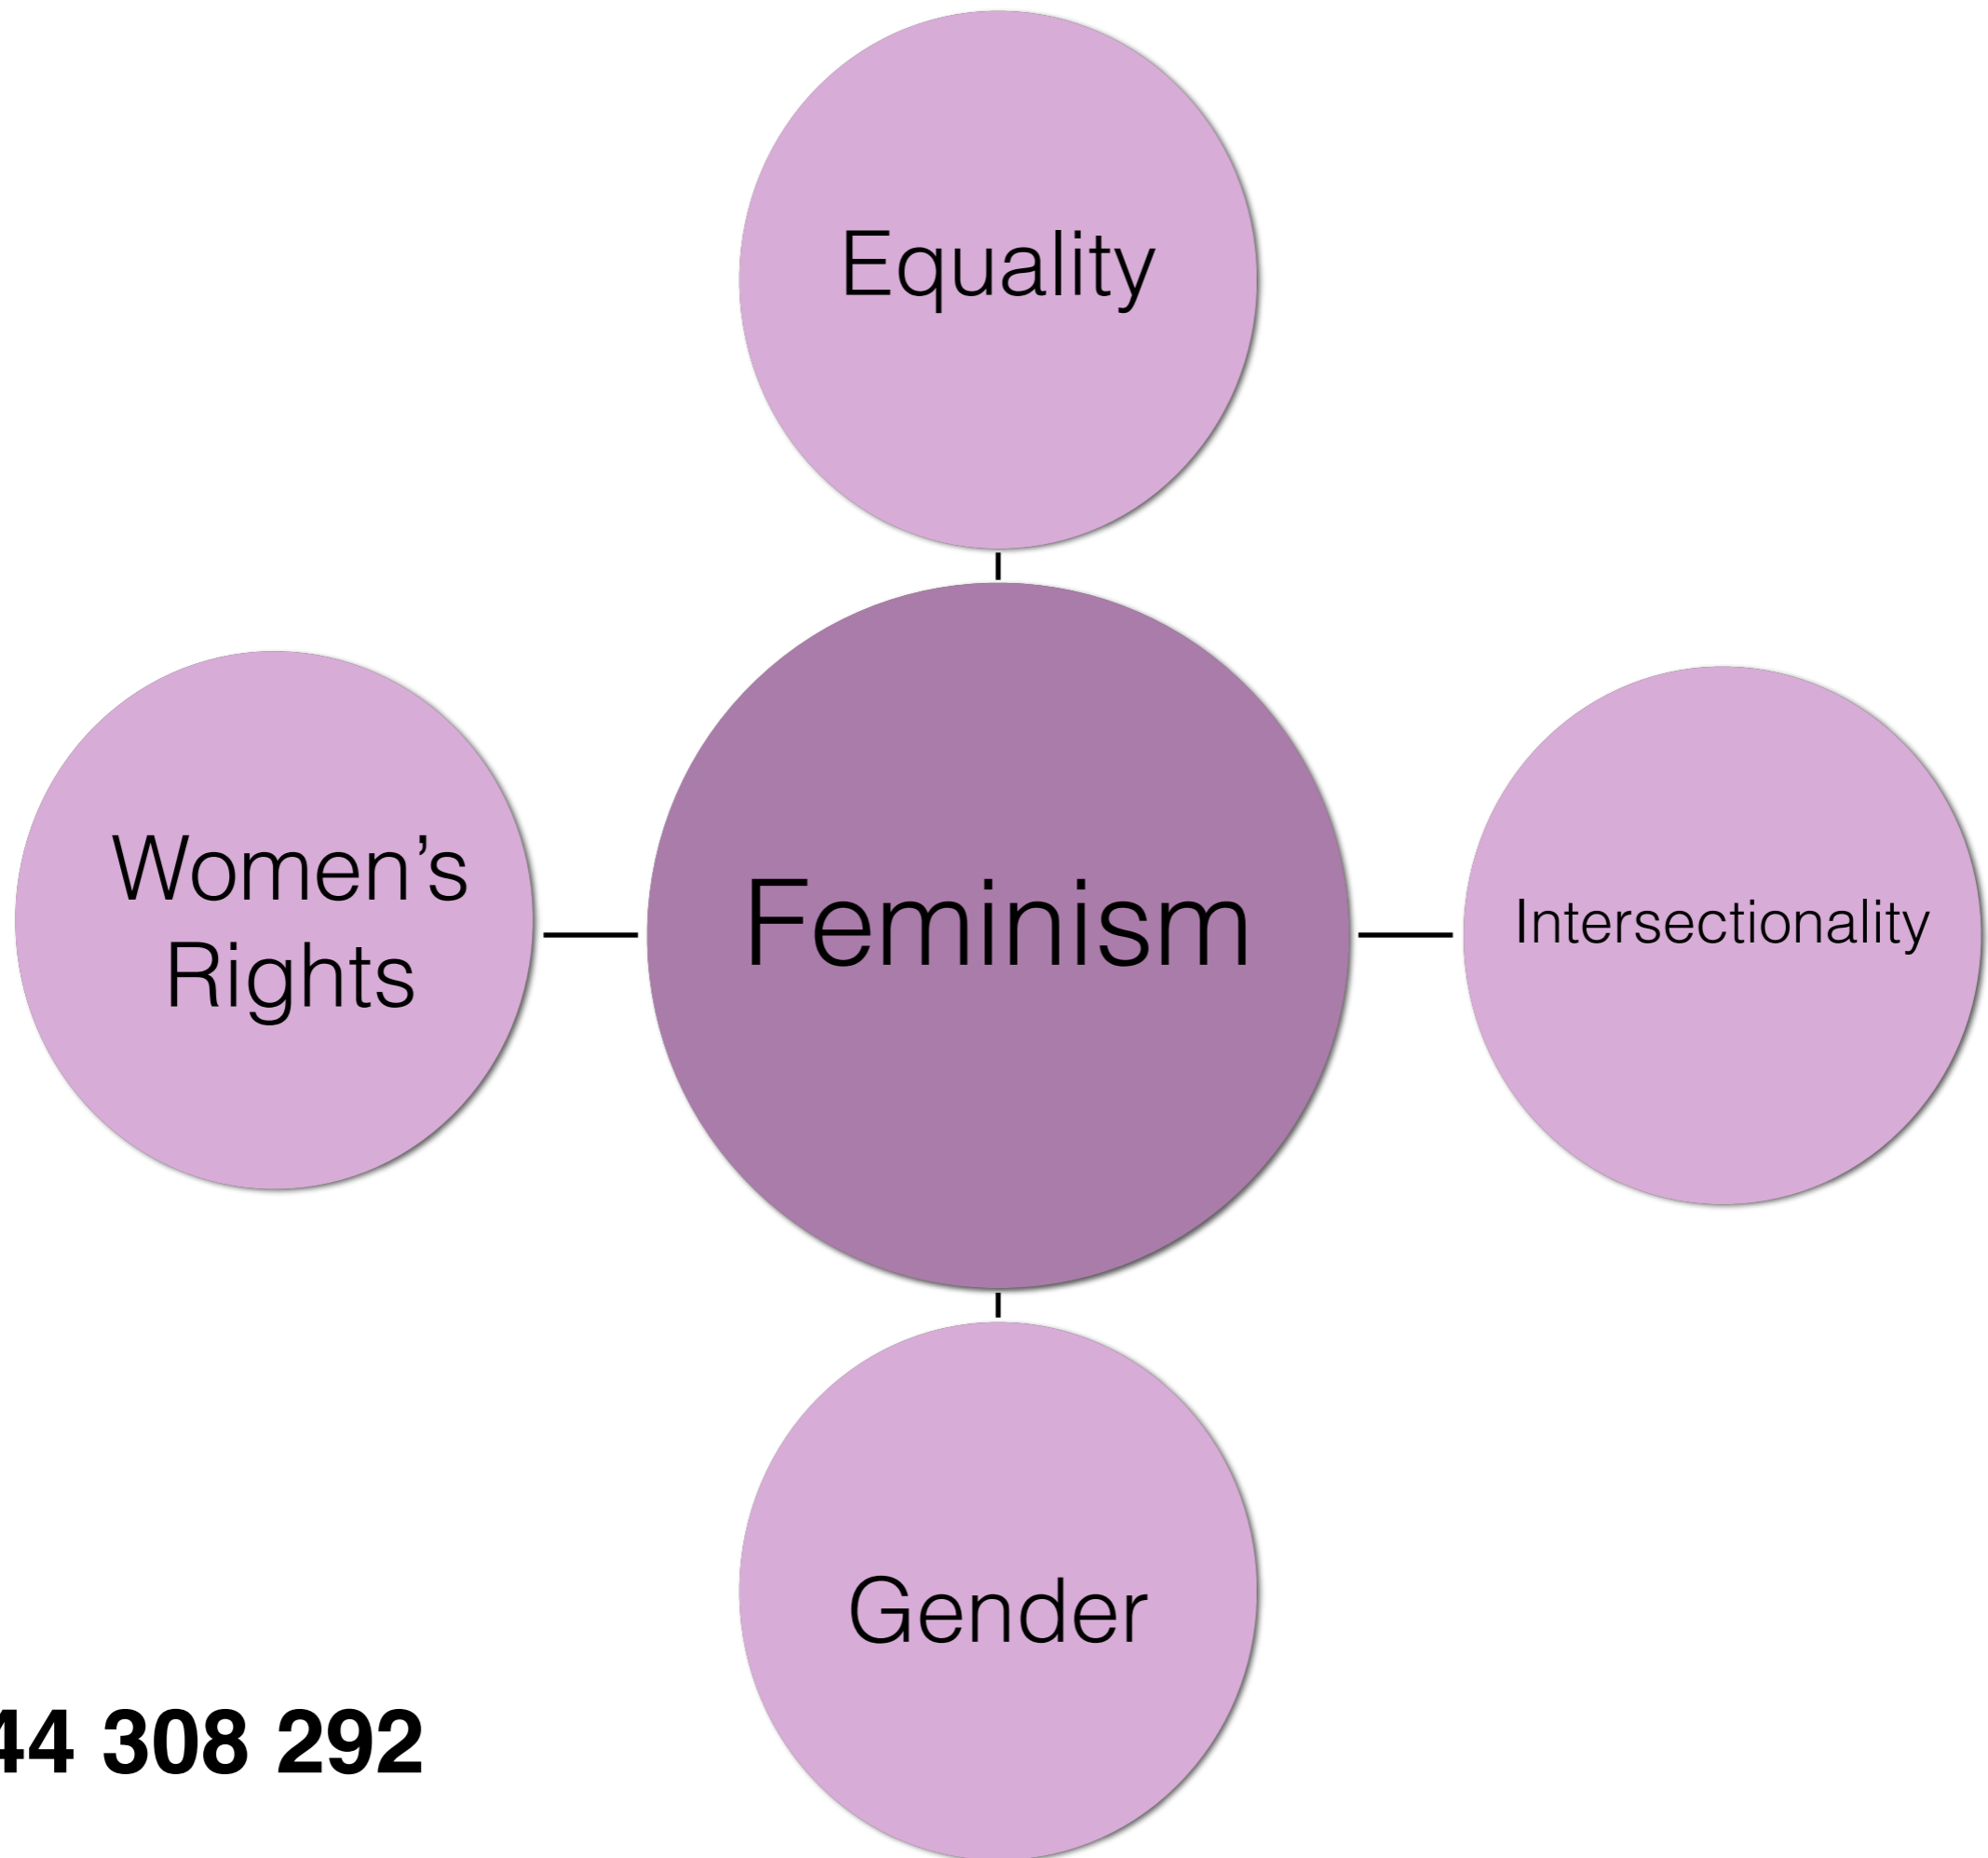 Equality
Women’s
Rights
Feminism
Intersectionality
Gender
44 308 292